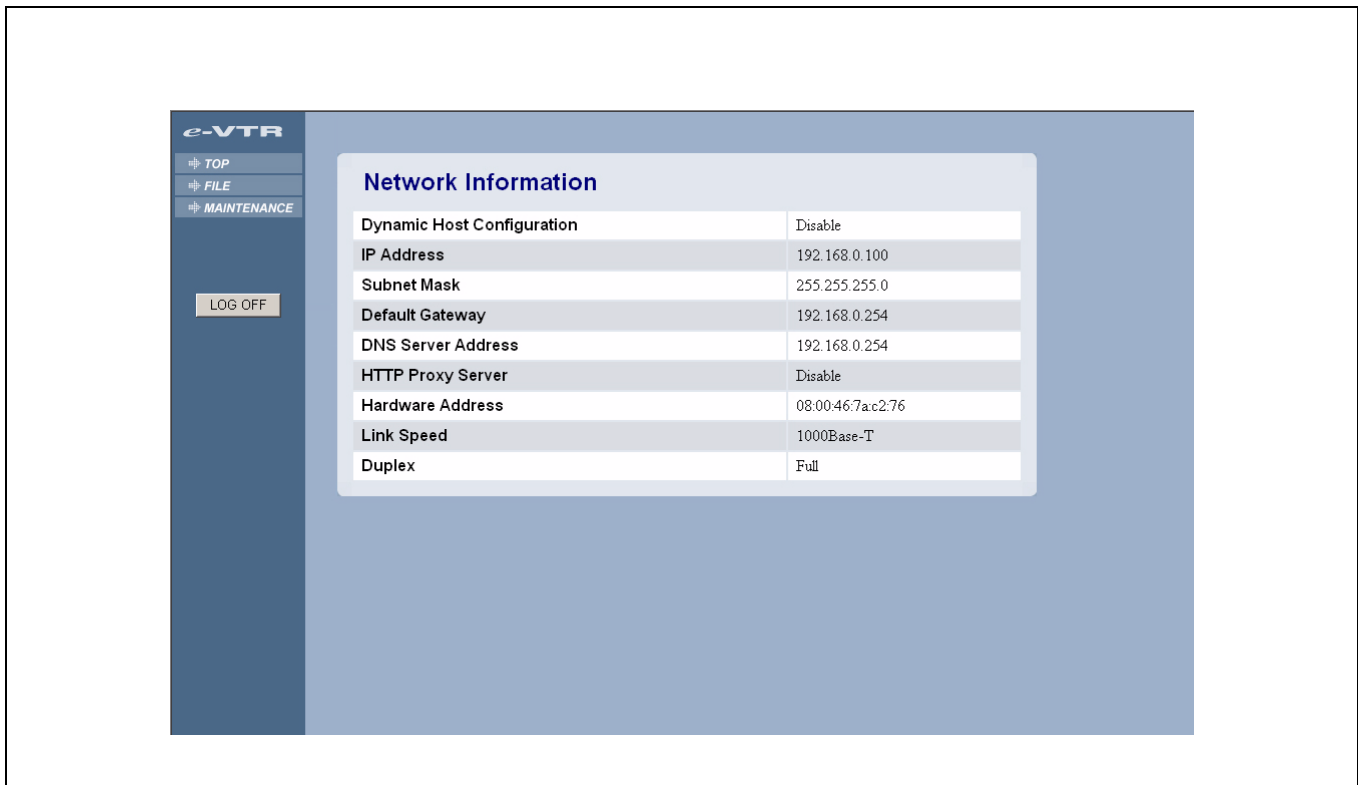 e-VTR
TOP
FILE
MAINTENANCE
LOG OFF
Network Information
Dynamic Host Configuration Disable
IP Address 192.168.0.100
Subnet Mask 255.255.255.0
Default Gateway 192.168.0.254
DNS Server Address 192.168.0.254
HTTP Proxy Server Disable
Hardware Address 08:00:46:7a:c2:76
Link Speed 1000Base-T
Duplex Full